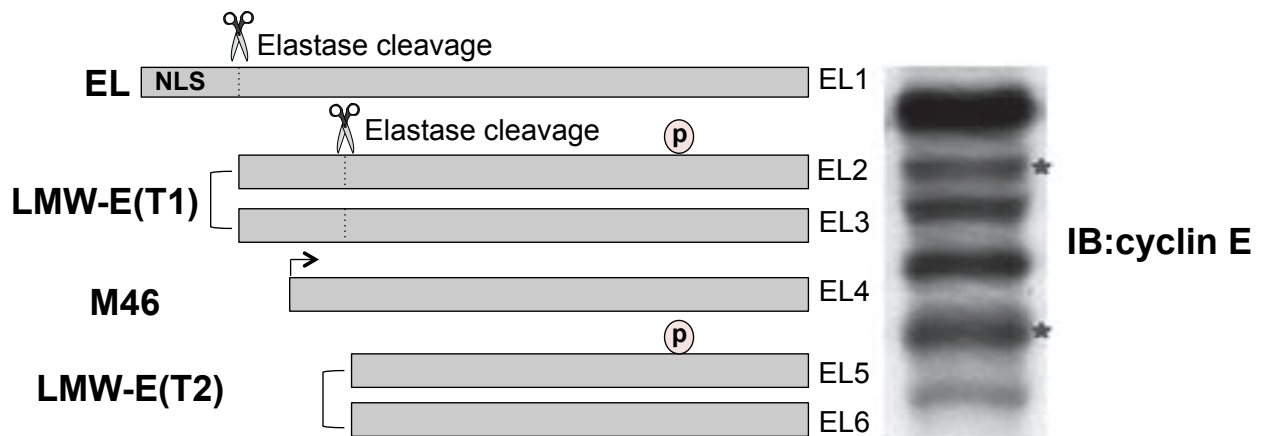 Elastase cleavage
EL NLS EL1
Elastase cleavage
p
EL2
LMW-E(T1)
EL3
IB:cyclin E
M46 EL4
p
EL5
LMW-E(T2)
EL6
*
*